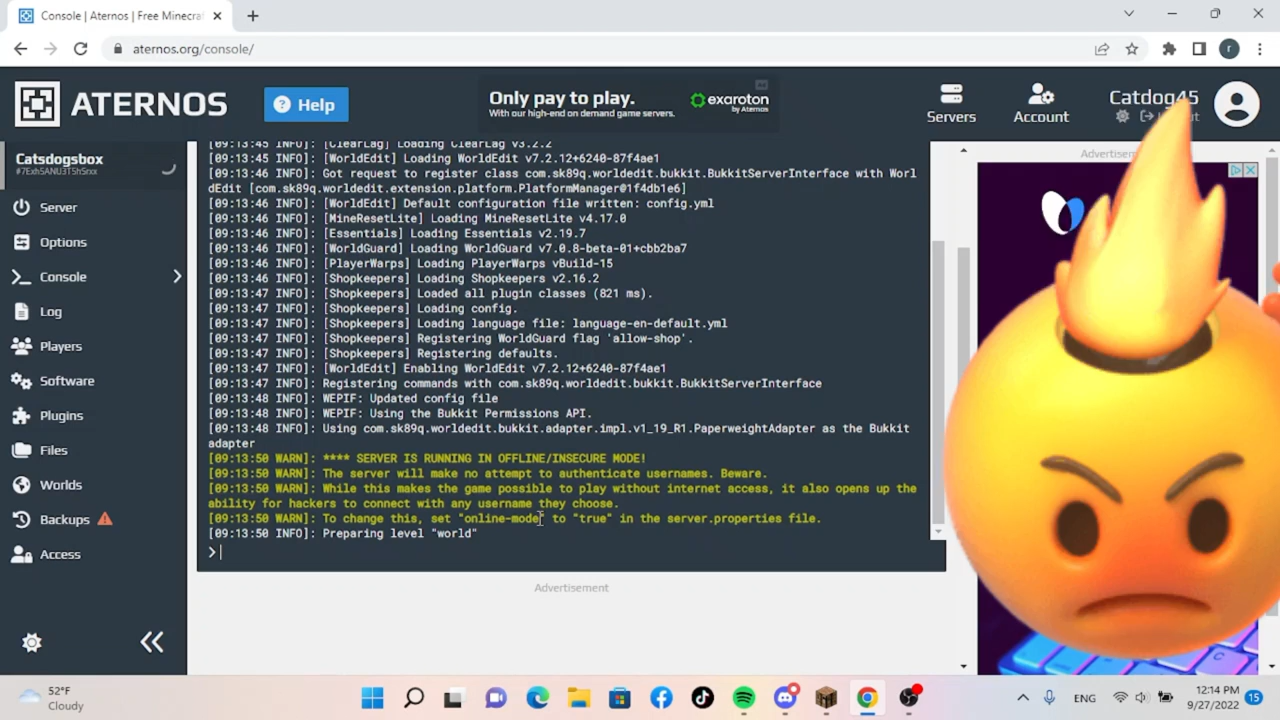 Console | Aternos | Free Minecra
aternos.org/console/
r
ATERNOS
? Help
Only pay to play.
With our high-end on demand game servers.
exaroton
by Aternos
Servers
Account
Catdog45
Catsdogsbox
Server
Options
Console
Log
Players
Software
Plugins
Files
Worlds
Backups
Access
[09:13:45 INFO]: [ClearLag] Loading ClearLag v3.2.2
[09:13:45 INFO]: [WorldEdit] Loading WorldEdit v7.2.12+6240-87f4ae1
[09:13:46 INFO]: Got request to register class com.sk89q.worldedit.bukkit.BukkitServerInterface with Worl
dEdit [com.sk89q.worldedit.extension.platform.PlatformManager@1f4db1e6]
[09:13:46 INFO]: [WorldEdit] Default configuration file written: config.yml
[09:13:46 INFO]: [MineResetLite] Loading MineResetLite v4.17.0
[09:13:46 INFO]: [Essentials] Loading Essentials v2.19.7
[09:13:46 INFO]: [WorldGuard] Loading WorldGuard v7.0.8-beta-01+cbb2ba7
[09:13:46 INFO]: [PlayerWarps] Loading PlayerWarps vBuild-15
[09:13:46 INFO]: [Shopkeepers] Loading Shopkeepers v2.16.2
[09:13:47 INFO]: [Shopkeepers] Loaded all plugin classes (821 ms).
[09:13:47 INFO]: [Shopkeepers] Loading config.
[09:13:47 INFO]: [Shopkeepers] Loading language file: language-en-default.yml
[09:13:47 INFO]: [Shopkeepers] Registering WorldGuard flag 'allow-shop'.
[09:13:47 INFO]: [Shopkeepers] Registering defaults.
[09:13:47 INFO]: [WorldEdit] Enabling WorldEdit v7.2.12+6240-87f4ae1
[09:13:47 INFO]: Registering commands with com.sk89q.worldedit.bukkit.BukkitServerInterface
[09:13:48 INFO]: WEPIF: Updated config file
[09:13:48 INFO]: WEPIF: Using the Bukkit Permissions API.
[09:13:48 INFO]: Using com.sk89q.worldedit.bukkit.adapter.impl.v1_19_R1.PaperweightAdapter as the Bukkit
adapter
[09:13:50 WARN]: **** SERVER IS RUNNING IN OFFLINE/INSECURE MODE!
[09:13:50 WARN]: The server will make no attempt to authenticate usernames. Beware.
[09:13:50 WARN]: While this makes the game possible to play without internet access, it also opens up the
ability for hackers to connect with any username they choose.
[09:13:50 WARN]: To change this, set "online-mode" to "true" in the server.properties file.
[09:13:50 INFO]: Preparing level "world"
>
Advertisement
52°F
Cloudy
ENG
12:14 PM
9/27/2022
15